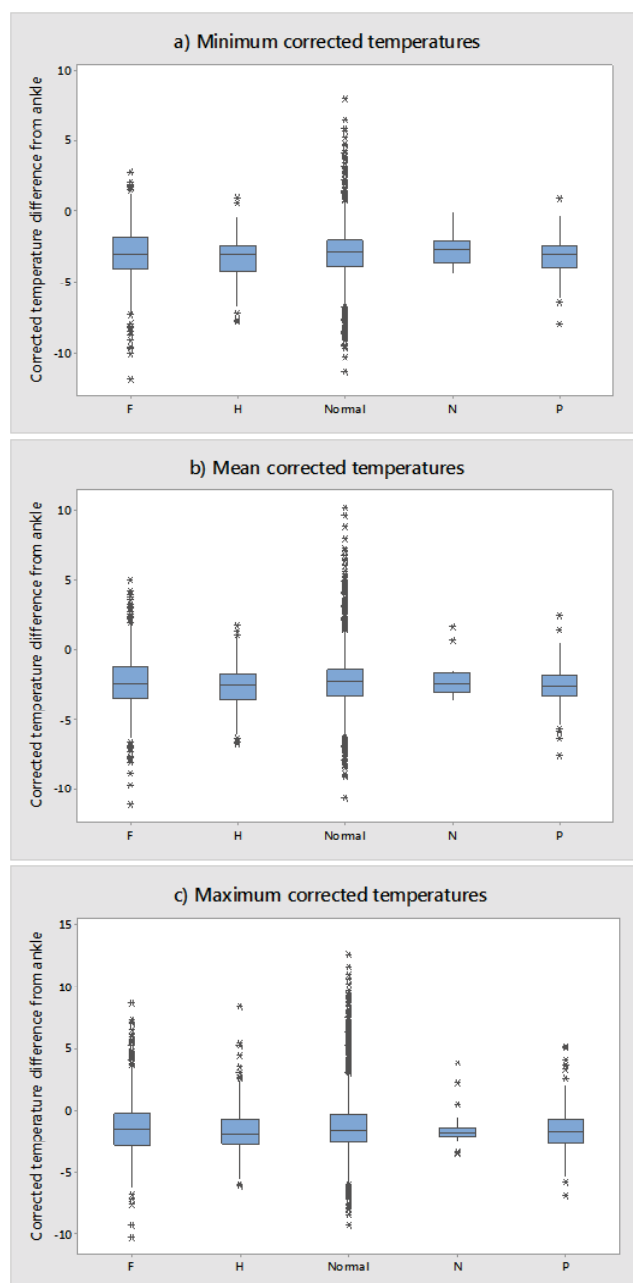 a) Minimum corrected temperatures
Corrected temperature difference from ankle
10
5
0
-5
-10
F H Normal N P
b) Mean corrected temperatures
Corrected temperature difference from ankle
10
5
0
-5
-10
F H Normal N P
c) Maximum corrected temperatures
Corrected temperature difference from ankle
15
10
5
0
-5
-10
F H Normal N P